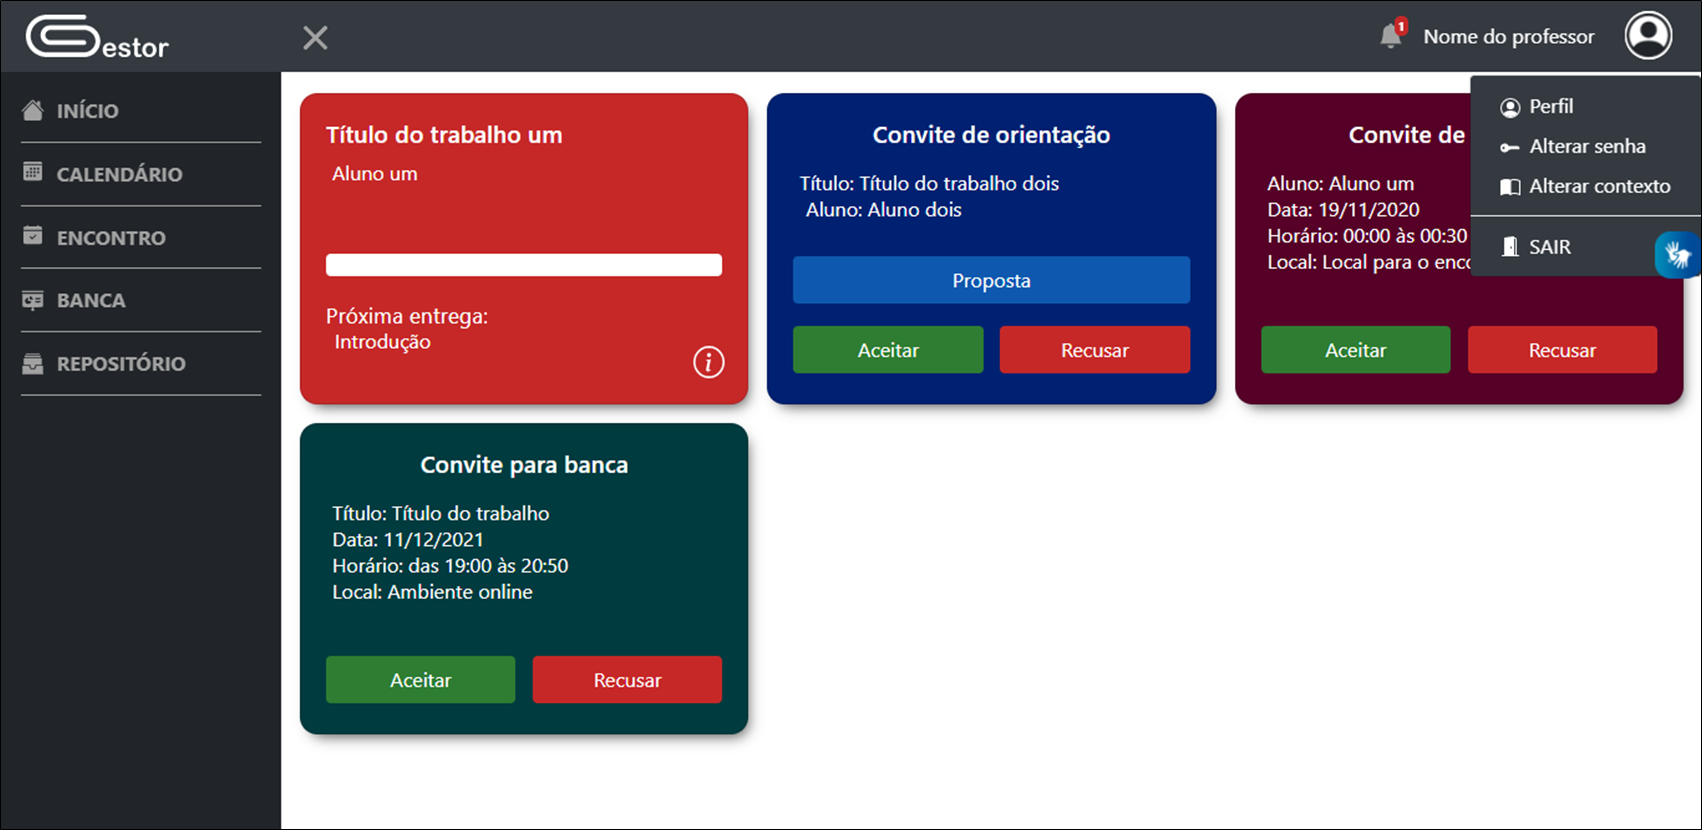 Gestor
1
Nome do professor
INÍCIO
CALENDÁRIO
ENCONTRO
BANCA
REPOSITÓRIO
Título do trabalho um
Aluno um
Próxima entrega:
Introdução
Convite de orientação
Título: Título do trabalho dois
Aluno: Aluno dois
Proposta
Aceitar
Recusar
Convite de
Aluno: Aluno um
Data: 19/11/2020
Horário: 00:00 às 00:30
Local: Local para o
Aceitar
Recusar
Perfil
Alterar senha
Alterar contexto
SAIR
Convite para banca
Título: Título do trabalho
Data: 11/12/2021
Horário: das 19:00 às 20:50
Local: Ambiente online
Aceitar
Recusar